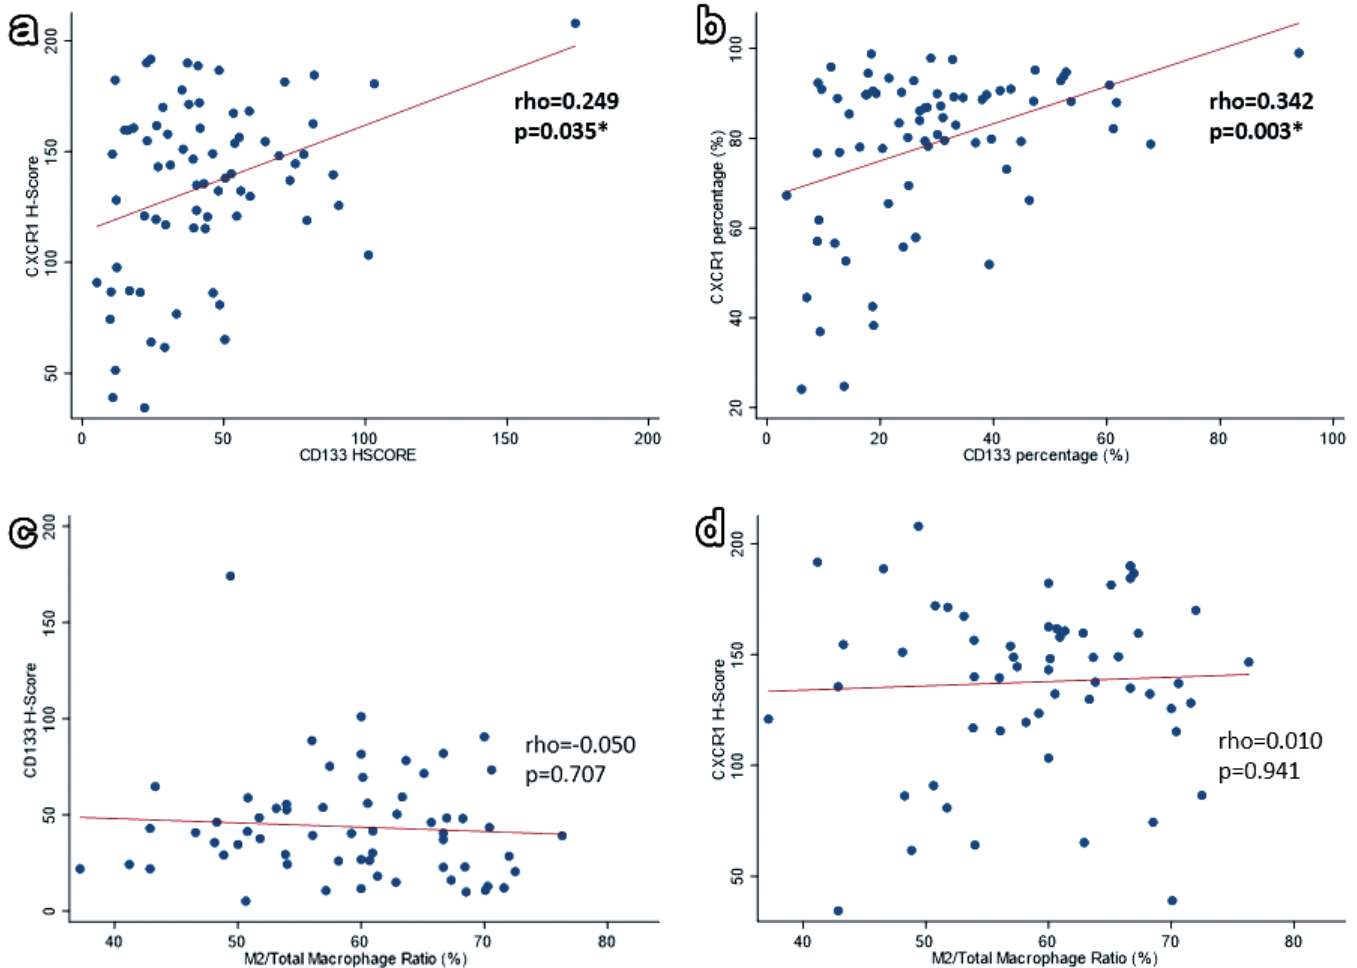 a
200
150
100
50
CXCR1 H-Score
rho=0.249
p=0.035*
0 50 100 150 200
CD133 HSCORE
b
100
80
60
40
20
CXCR1 percentage (%)
rho=0.342
p=0.003*
0 20 40 60 80 100
CD133 percentage (%)
c
200
150
100
50
0
CD133 H-Score
rho=-0.050
p=0.707
40 50 60 70 80
M2/Total Macrophage Ratio (%)
d
200
150
100
50
CXCR1 H-Score
rho=0.010
p=0.941
40 50 60 70 80
M2/Total Macrophage Ratio (%)